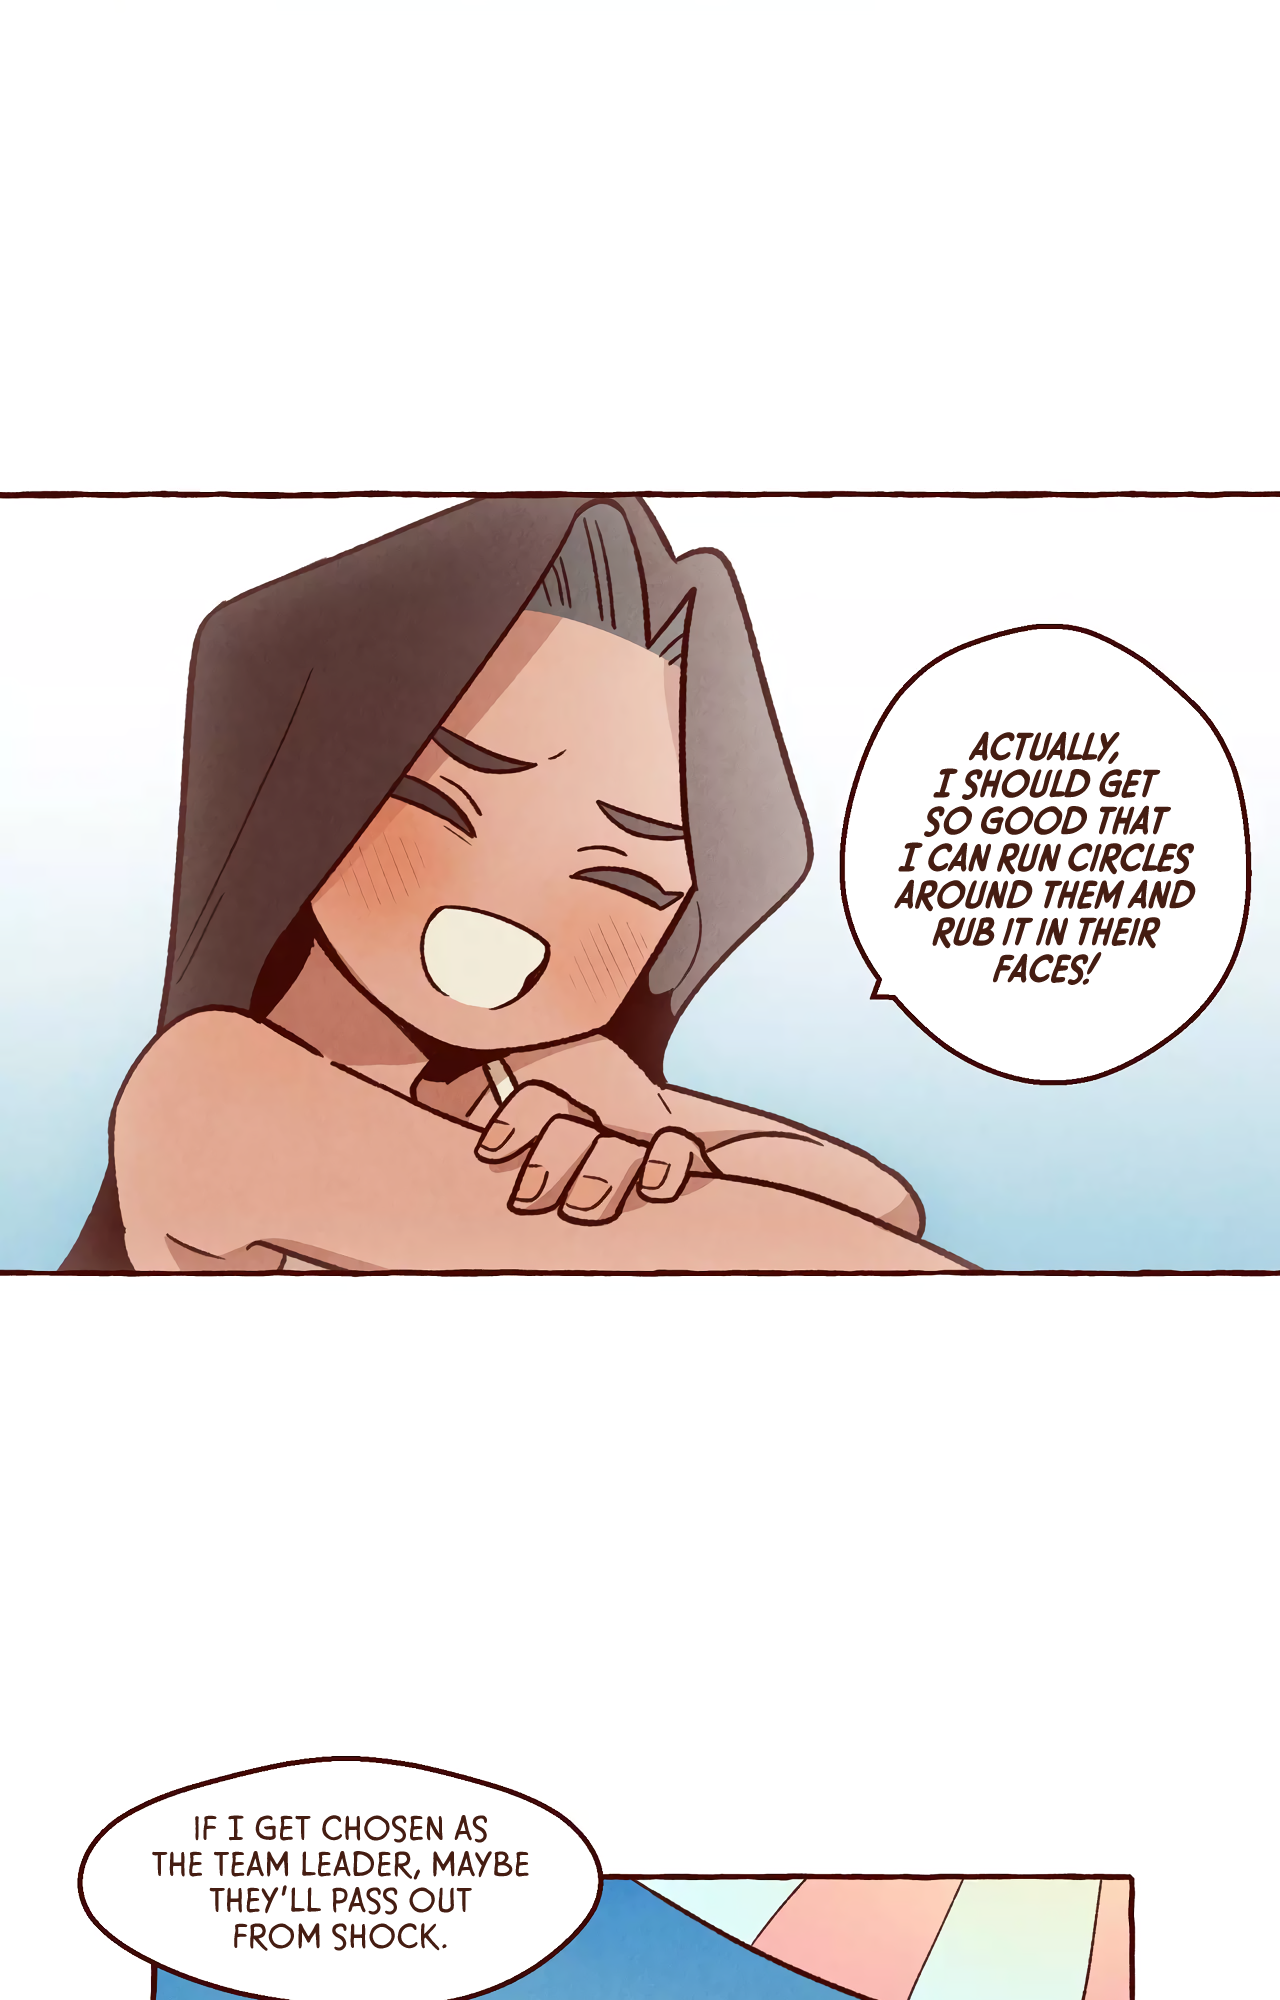 ACTUALLY,
I SHOULD GET
SO GOOD THAT
I CAN RUN CIRCLES
AROUND THEM AND
RUB IT IN THEIR
FACES!
IF I GET CHOSEN AS
THE TEAM LEADER, MAYBE
THEY'LL PASS OUT
FROM SHOCK.